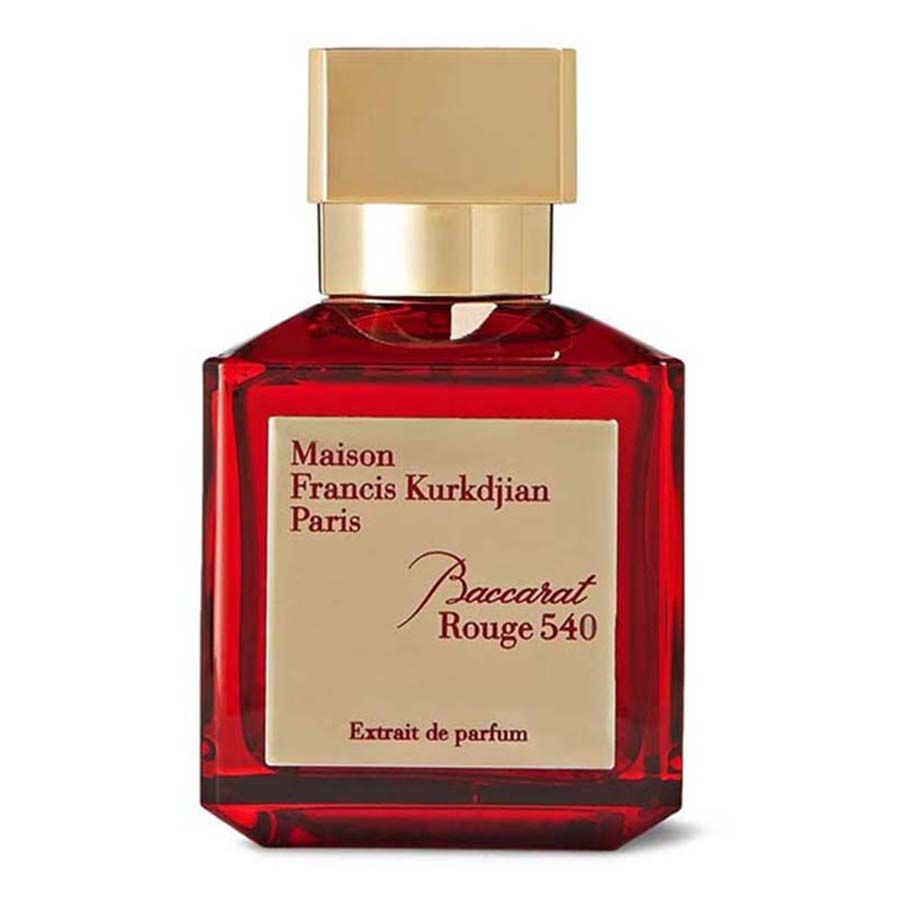 Maison
Francis Kurkdjian
Paris
Baccarat
Rouge 540
Extrait de parfum